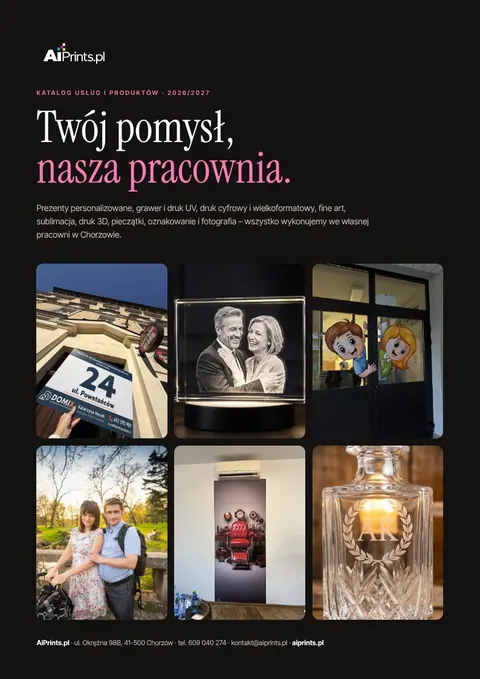 AiPrints.pl
KATALOG USŁUG I PRODUKTÓW · 2026/2027
Twój pomysł,
nasza pracownia.
Prezenty personalizowane, grawer i druk UV, druk cyfrowy i wielkoformatowy, fine art,
sublimacja, druk 3D, pieczątki, oznakowanie i fotografia – wszystko wykonujemy we własnej
pracowni w Chorzowie.
24
ul. Powstańców
DOMEX
AR
AiPrints.pl · ul. Okrężna 98B, 41-500 Chorzów · tel. 609 040 274 · kontakt@aiprints.pl · aiprints.pl